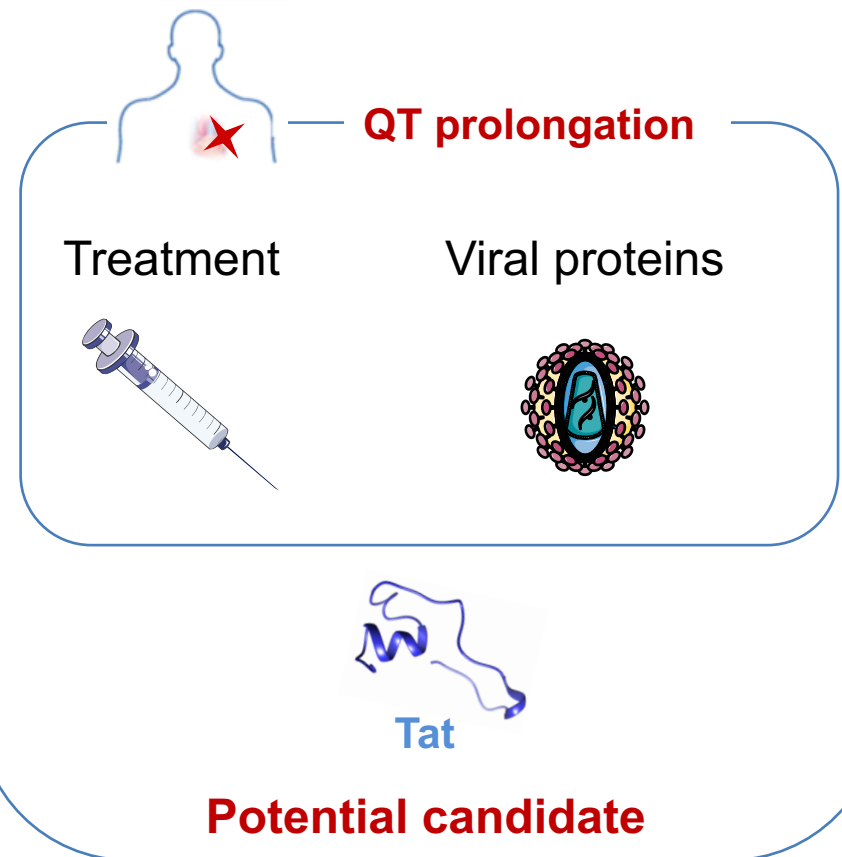 QT prolongation
Treatment
Viral proteins
Tat
Potential candidate